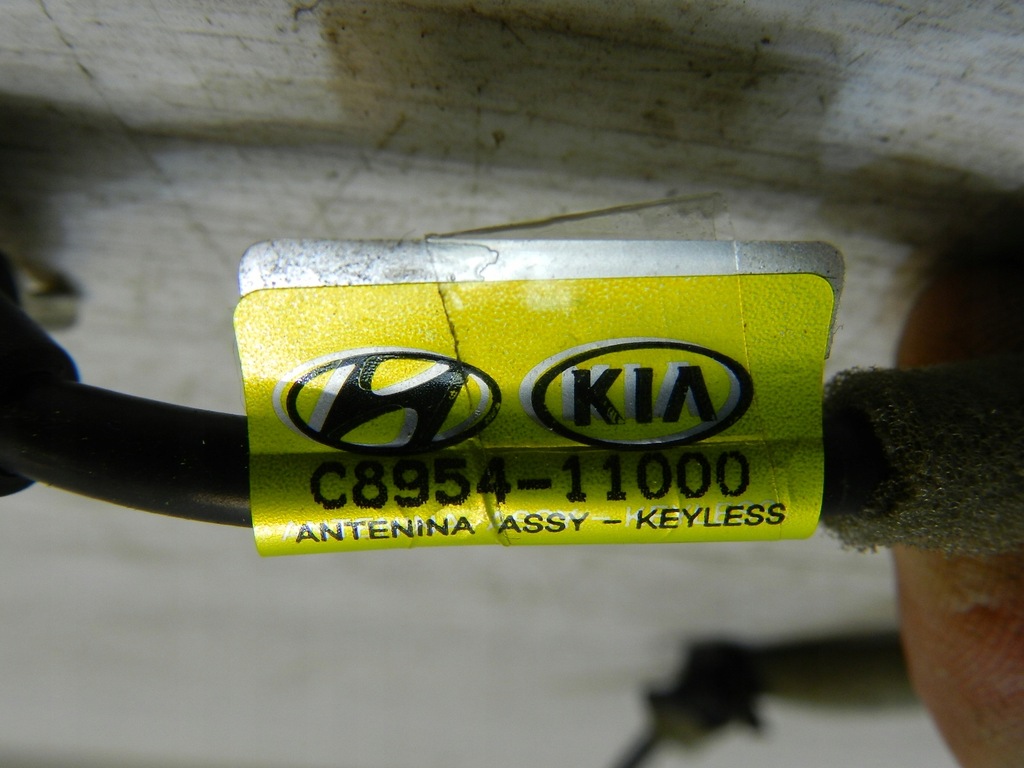 KIA
C8954-11000
ANTENINA ASSY - KEYLESS